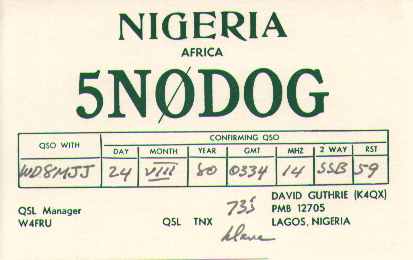 NIGERIA
AFRICA
5NØDOG
QSO WITH
CONFIRMING QSO
DAY MONTH YEAR GMT MHZ 2 WAY RST
WD8MJJ 24 VIII 80 0334 14 SSB 59
QSL Manager
W4FRU
QSL TNX
73S
Dave
DAVID GUTHRIE (K4QX)
PMB 12705
LAGOS, NIGERIA